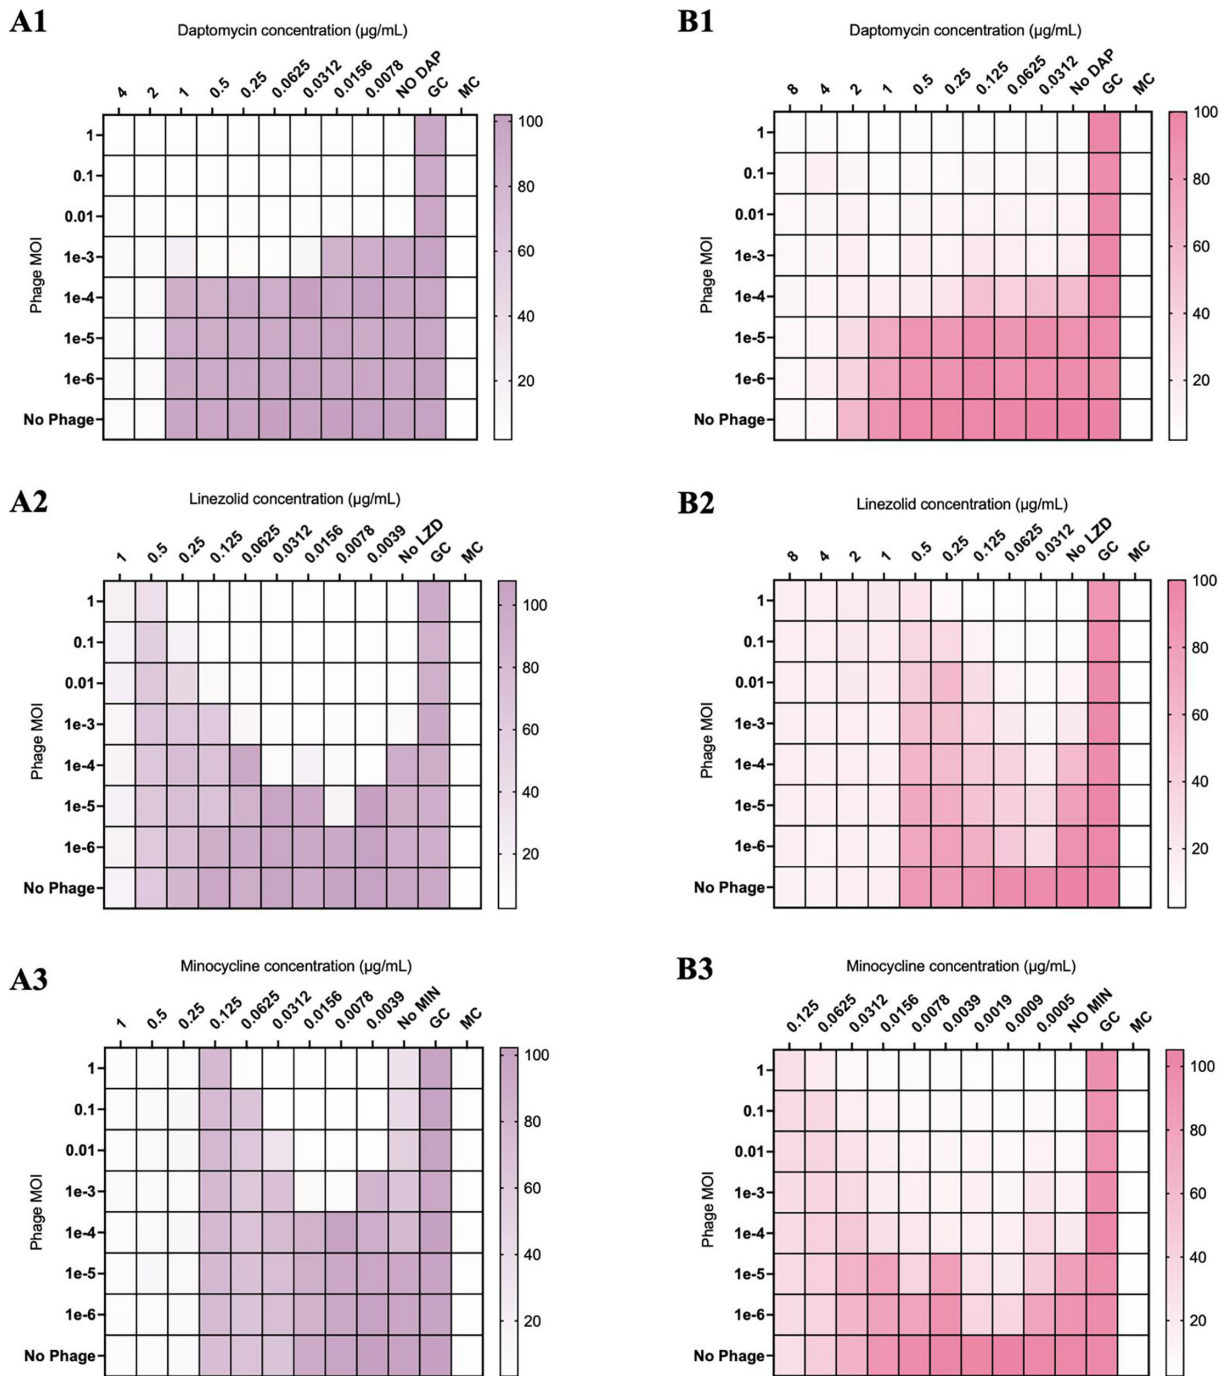 A1
Daptomycin concentration (µg/mL)
4 2 1 0.5 0.25 0.0625 0.0312 0.0156 0.0078 NO DAP GC MC
Phage MOI
1
0.1
0.01
1e-3
1e-4
1e-5
1e-6
No Phage
100
80
60
40
20
B1
Daptomycin concentration (µg/mL)
8 4 2 1 0.5 0.25 0.125 0.0625 0.0312 No DAP GC MC
Phage MOI
1
0.1
0.01
1e-3
1e-4
1e-5
1e-6
No Phage
100
80
60
40
20
A2
Linezolid concentration (µg/mL)
1 0.5 0.25 0.125 0.0625 0.0312 0.0156 0.0078 0.0039 No LZD GC MC
Phage MOI
1
0.1
0.01
1e-3
1e-4
1e-5
1e-6
No Phage
100
80
60
40
20
B2
Linezolid concentration (µg/mL)
8 4 2 1 0.5 0.25 0.125 0.0625 0.0312 No LZD GC MC
Phage MOI
1
0.1
0.01
1e-3
1e-4
1e-5
1e-6
No Phage
100
80
60
40
20
A3
Minocycline concentration (µg/mL)
1 0.5 0.25 0.125 0.0625 0.0312 0.0156 0.0078 0.0039 No MIN GC MC
Phage MOI
1
0.1
0.01
1e-3
1e-4
1e-5
1e-6
No Phage
100
80
60
40
20
B3
Minocycline concentration (µg/mL)
0.125 0.0625 0.0312 0.0156 0.0078 0.0039 0.0019 0.0009 0.0005 NO MIN GC MC
Phage MOI
1
0.1
0.01
1e-3
1e-4
1e-5
1e-6
No Phage
100
80
60
40
20